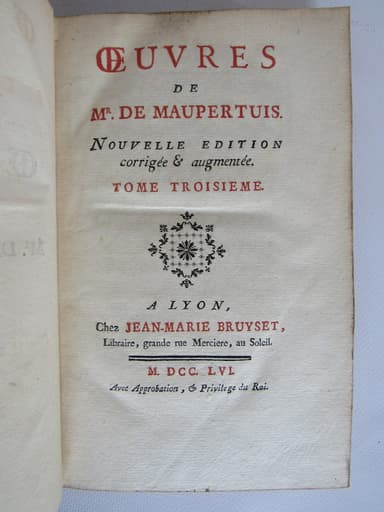 ŒUVRES
DE
MR. DE MAUPERTUIS.
NOUVELLE EDITION
corrigée & augmentée.
TOME TROISIEME.
A LYON,
Chez JEAN-MARIE BRUYSET,
Libraire, grande rue Merciere, au Soleil.
M. DCC. LVI.
Avec Approbation, & Privilege du Roi.